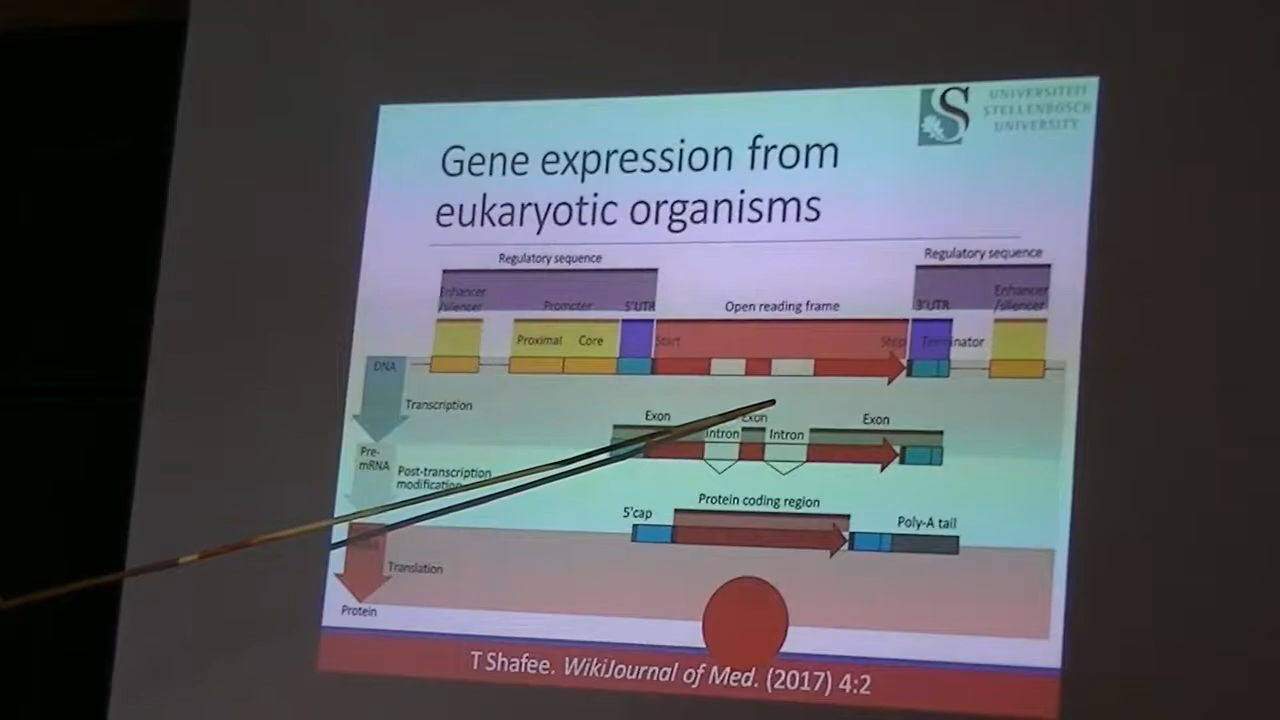 UNIVERSITEIT
STELLENBOSCH
UNIVERSITY
Gene expression from
eukaryotic organisms
Regulatory sequence
Regulatory sequence
Enhancer
/silencer
Promoter
5'UTR
Open reading frame
3'UTR
Enhancer
/silencer
Proximal
Core
Start
Stop
Terminator
DNA
Transcription
Exon
Exon
Exon
Intron
Intron
Pre-
mRNA
Post-transcription
modification
5'cap
Protein coding region
Poly-A tail
Translation
Protein
T Shafee. WikiJournal of Med. (2017) 4:2